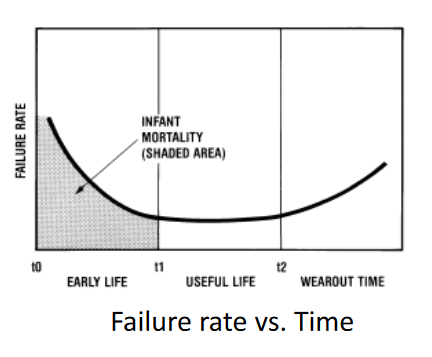 FAILURE RATE
INFANT
MORTALITY
(SHADED AREA)
t0
t1
t2
EARLY LIFE
USEFUL LIFE
WEAROUT TIME
Failure rate vs. Time